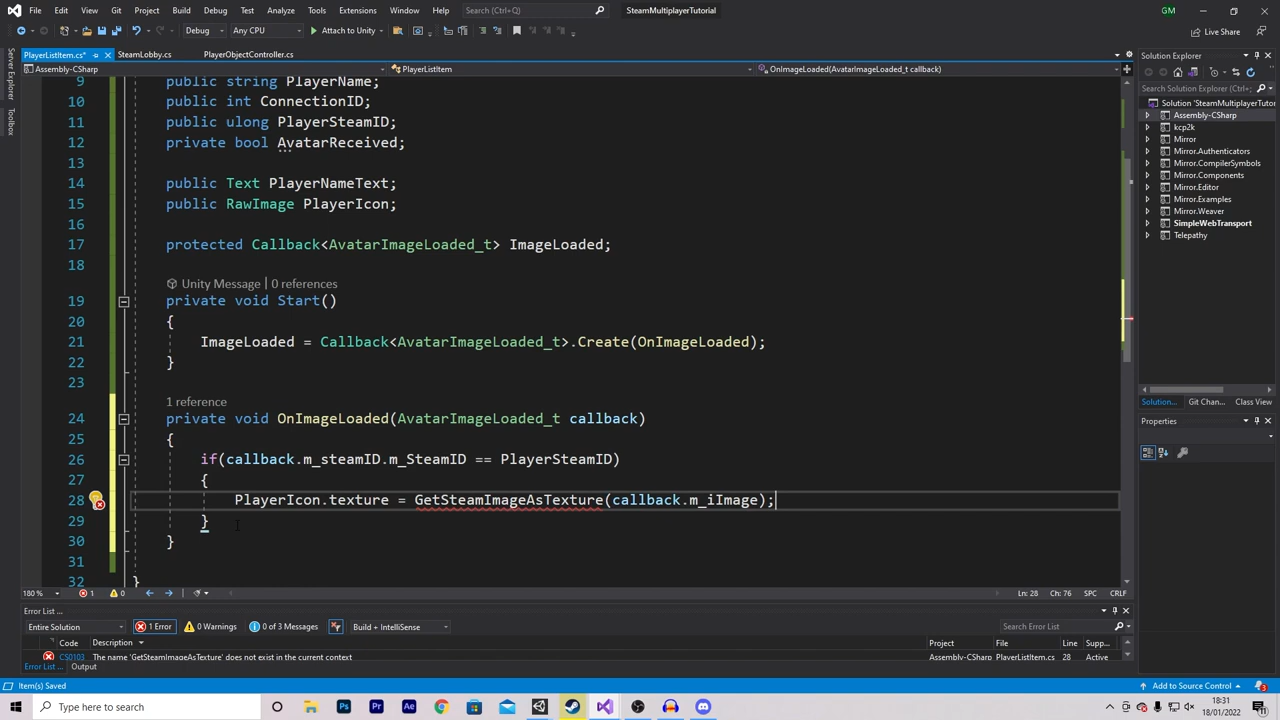 File Edit View Git Project Build Debug Test Analyze Tools Extensions Window Help Search (Ctrl+Q) SteamMultiplayerTutorial GM
Debug Any CPU Attach to Unity Live Share
PlayerListItem.cs* SteamLobby.cs PlayerObjectController.cs
Assembly-CSharp PlayerListItem OnImageLoaded(AvatarImageLoaded_t callback)
Server Explorer
Toolbox
9 public string PlayerName;
10 public int ConnectionID;
11 public ulong PlayerSteamID;
12 private bool AvatarReceived;
13
14 public Text PlayerNameText;
15 public RawImage PlayerIcon;
16
17 protected Callback<AvatarImageLoaded_t> ImageLoaded;
18
Unity Message | 0 references
19 private void Start()
20 {
21 ImageLoaded = Callback<AvatarImageLoaded_t>.Create(OnImageLoaded);
22 }
23
1 reference
24 private void OnImageLoaded(AvatarImageLoaded_t callback)
25 {
26 if(callback.m_steamID.m_SteamID == PlayerSteamID)
27 {
28 PlayerIcon.texture = GetSteamImageAsTexture(callback.m_iImage);
29 }
30 }
31
32 }
180 % 1 0 Ln: 28 Ch: 76 SPC CRLF
Error List ...
Entire Solution 1 Error 0 Warnings 0 of 3 Messages Build + IntelliSense Search Error List
Code Description Project File Line Supp...
CS0103 The name 'GetSteamImageAsTexture' does not exist in the current context Assembly-CSharp PlayerListItem.cs 28 Active
Error List ... Output
Solution Explorer
Search Solution Explorer (Ctrl+;)
Solution 'SteamMultiplayerTutor
Assembly-CSharp
kcp2k
Mirror
Mirror.Authenticators
Mirror.CompilerSymbols
Mirror.Components
Mirror.Editor
Mirror.Examples
Mirror.Weaver
SimpleWebTransport
Telepathy
Solution... Git Chan... Class View
Properties
Item(s) Saved Add to Source Control 3
Type here to search 18:31
18/01/2022